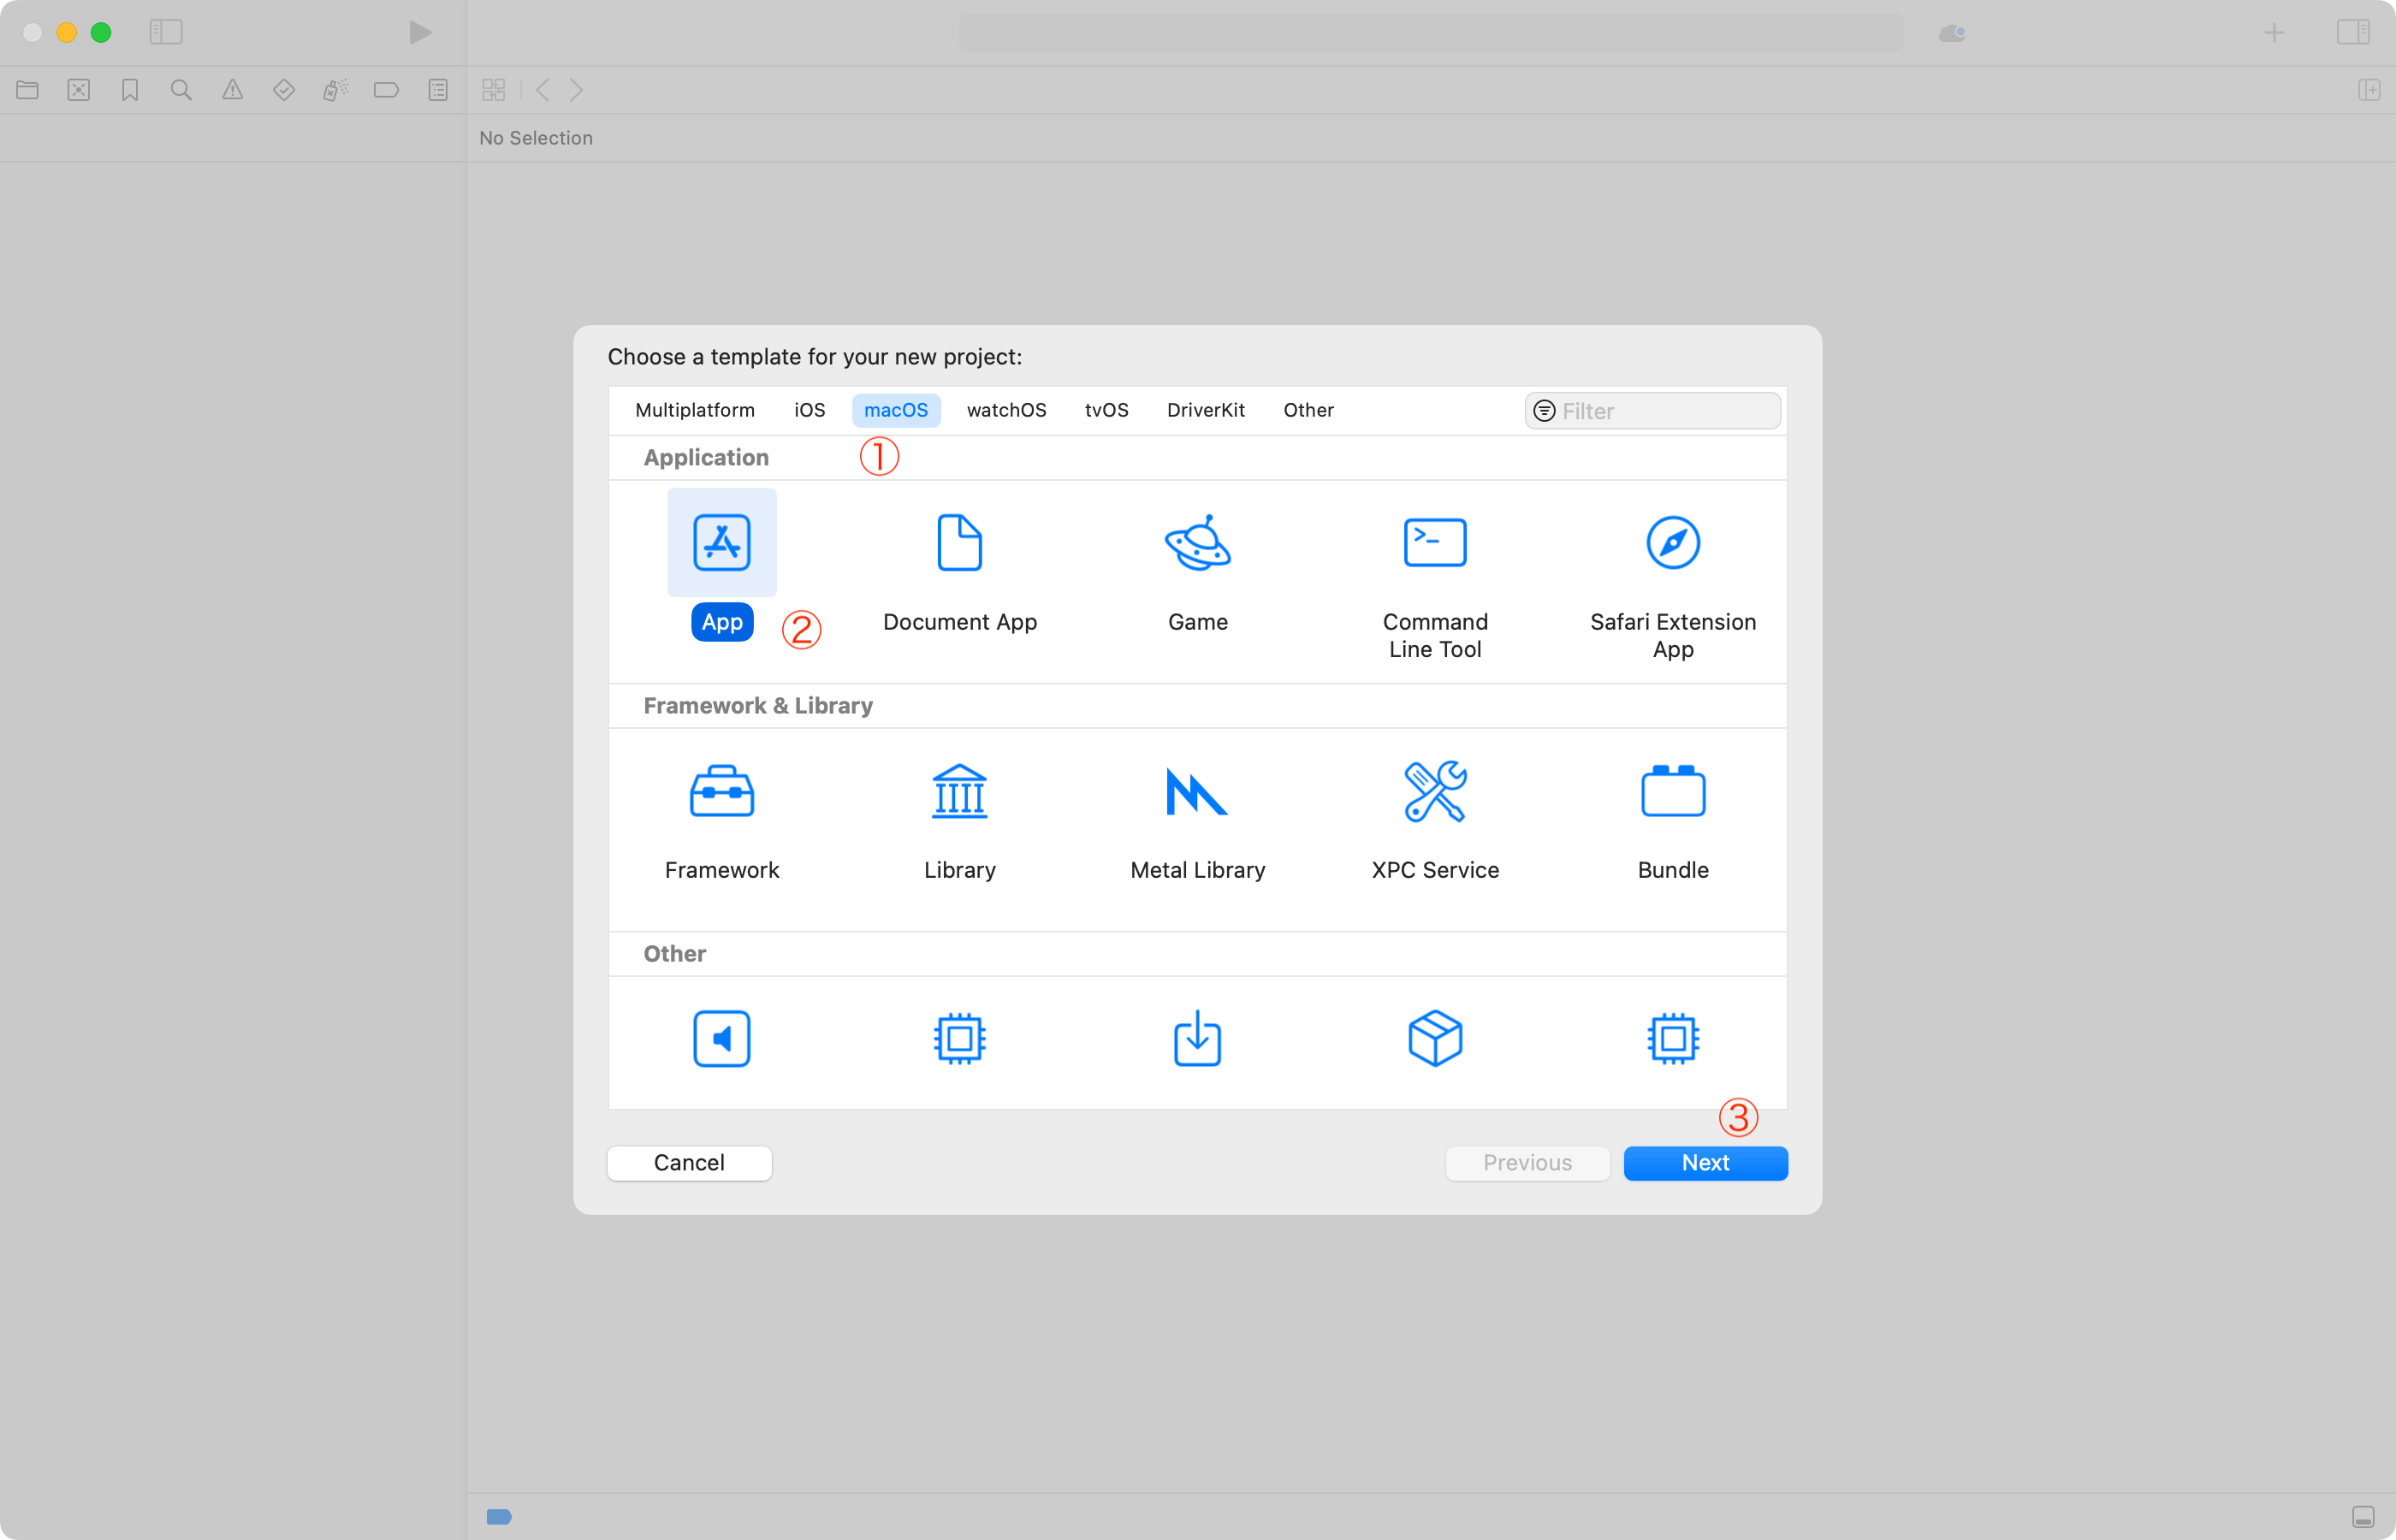 No Selection
Choose a template for your new project:
Multiplatform iOS macOS watchOS tvOS DriverKit Other Filter
Application ①
App ② Document App Game Command Line Tool Safari Extension App
Framework & Library
Framework Library Metal Library XPC Service Bundle
Other
③
Cancel Previous Next